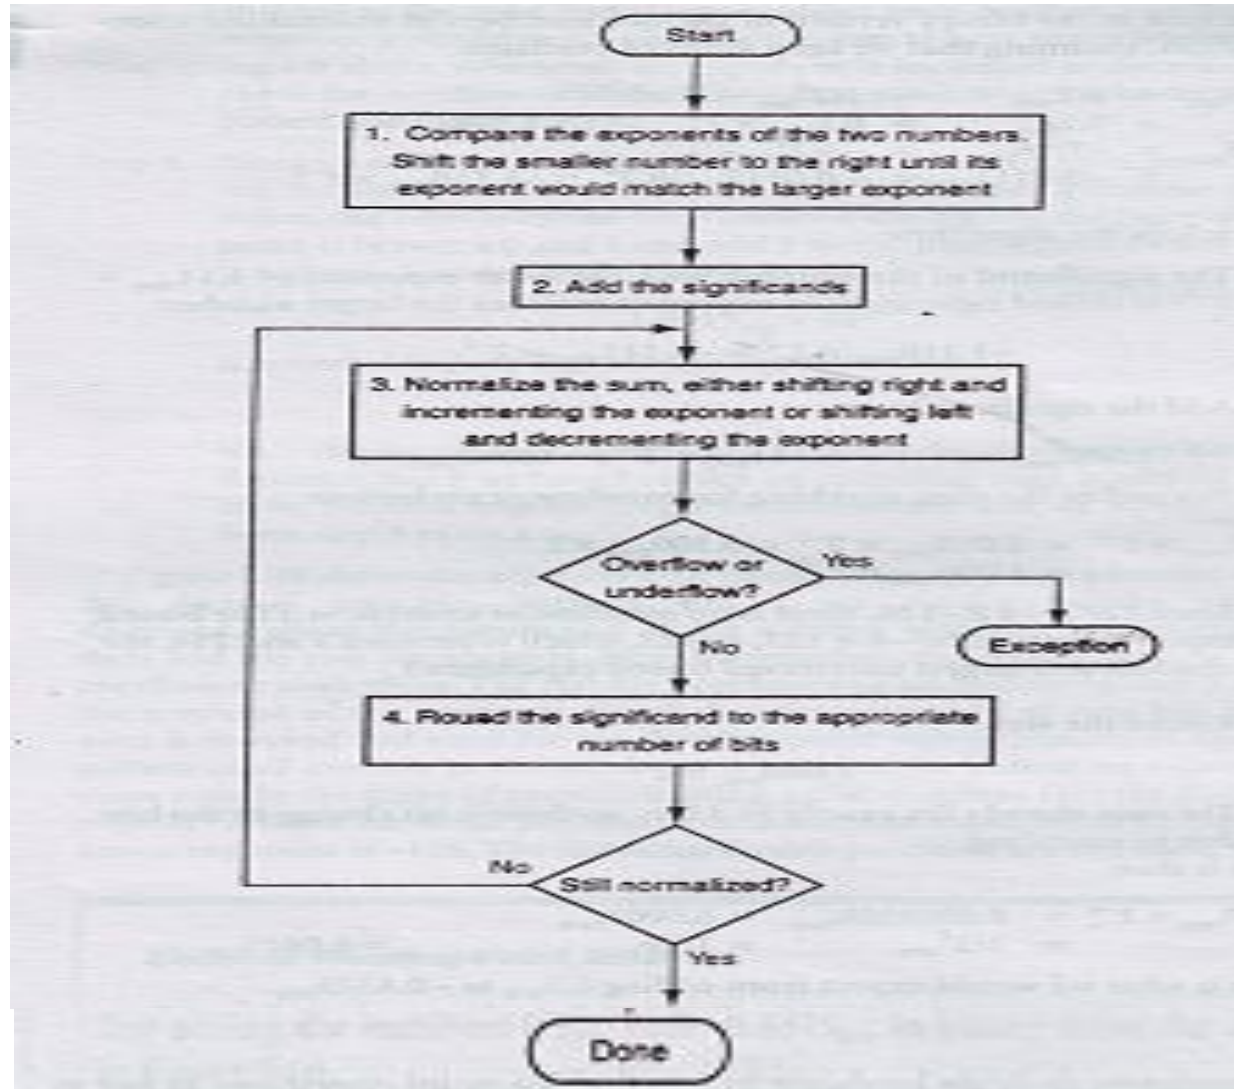 Start
1. Compare the exponents of the two numbers.
Shift the smaller number to the right until its
exponent would match the larger exponent
2. Add the significands
3. Normalize the sum, either shifting right and
incrementing the exponent or shifting left
and decrementing the exponent
Overflow or
underflow?
Yes
No
Exception
4. Round the significand to the appropriate
number of bits
No
Still normalized?
Yes
Done